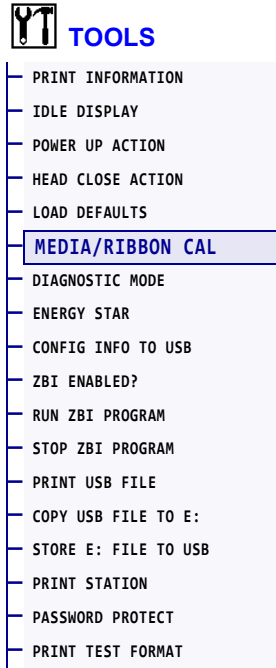 TOOLS
PRINT INFORMATION
IDLE DISPLAY
POWER UP ACTION
HEAD CLOSE ACTION
LOAD DEFAULTS
MEDIA/RIBBON CAL
DIAGNOSTIC MODE
ENERGY STAR
CONFIG INFO TO USB
ZBI ENABLED?
RUN ZBI PROGRAM
STOP ZBI PROGRAM
PRINT USB FILE
COPY USB FILE TO E:
STORE E: FILE TO USB
PRINT STATION
PASSWORD PROTECT
PRINT TEST FORMAT